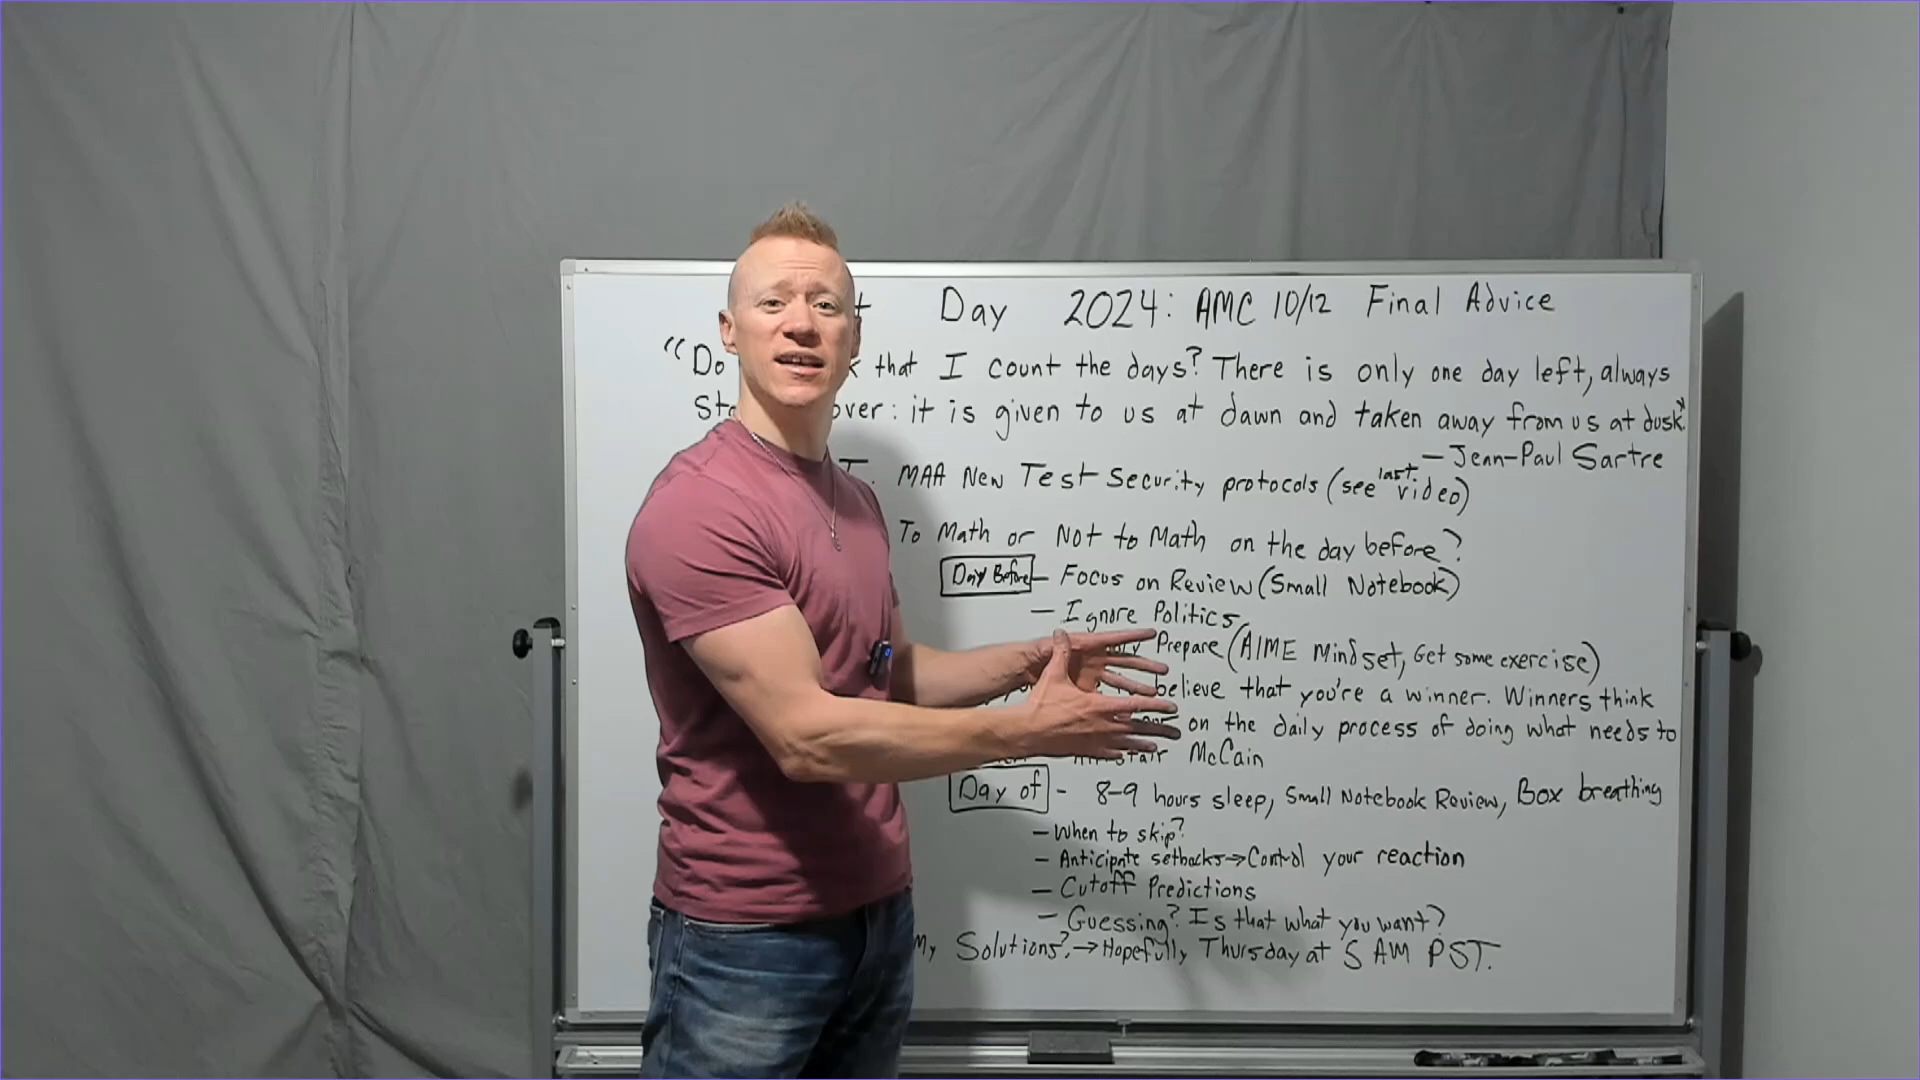 Day 2024: AMC 10/12 Final Advice
"Do that I count the days? There is only one day left, always
over: it is given to us at dawn and taken away from us at dusk"
— Jean-Paul Sartre
I. MAA New Test Security protocols (see last video)
To Math or Not to Math on the day before?
Day Before — Focus on Review (Small Notebook)
— Ignore Politics
Prepare (AIME Mindset, Get some exercise)
believe that you're a winner. Winners think
on the daily process of doing what needs to
McCain
Day of - 8-9 hours sleep, Small Notebook Review, Box breathing
— When to skip?
— Anticipate setbacks → Control your reaction
— Cutoff Predictions
— Guessing? Is that what you want?
My Solutions? → Hopefully Thursday at 5 AM PST.